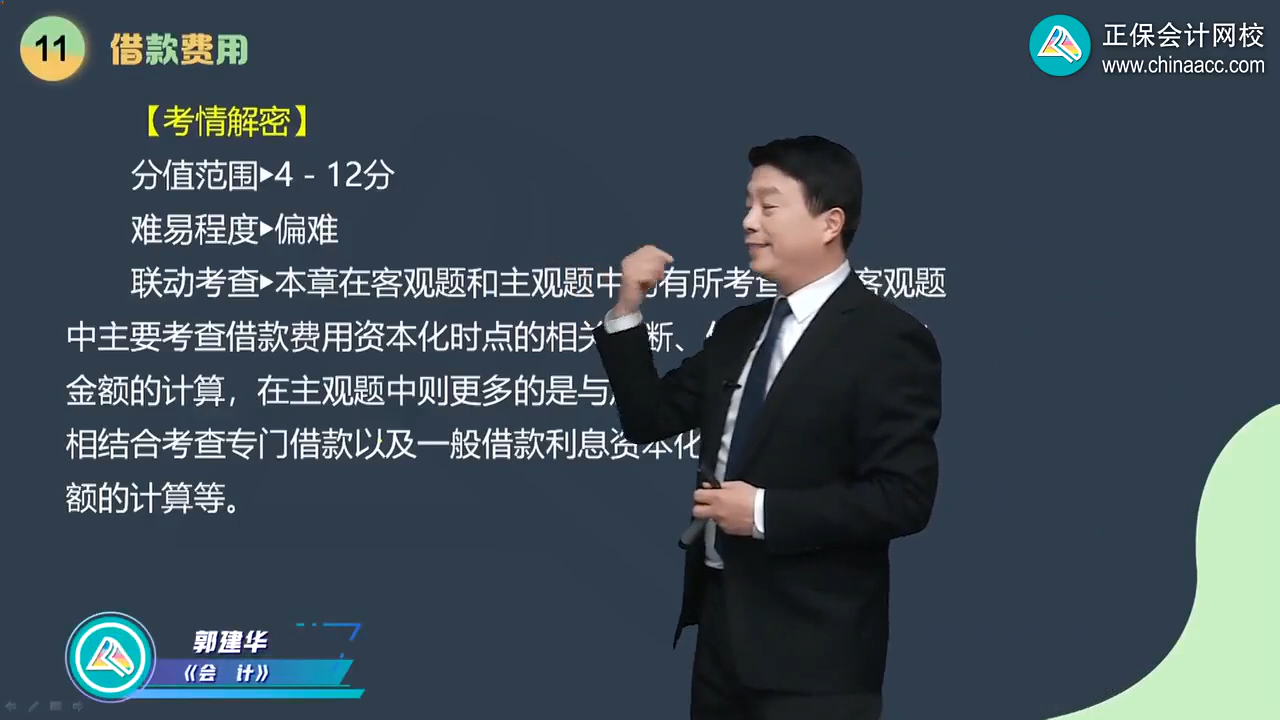 11 借款费用
正保会计网校
www.chinaacc.com
【考情解密】
分值范围▶4－12分
难易程度▶偏难
联动考查▶本章在客观题和主观题中 有所考查 客观题
中主要考查借款费用资本化时点的相关 断、
金额的计算，在主观题中则更多的是与
相结合考查专门借款以及一般借款利息资本化
额的计算等。
郭建华
《会 计》